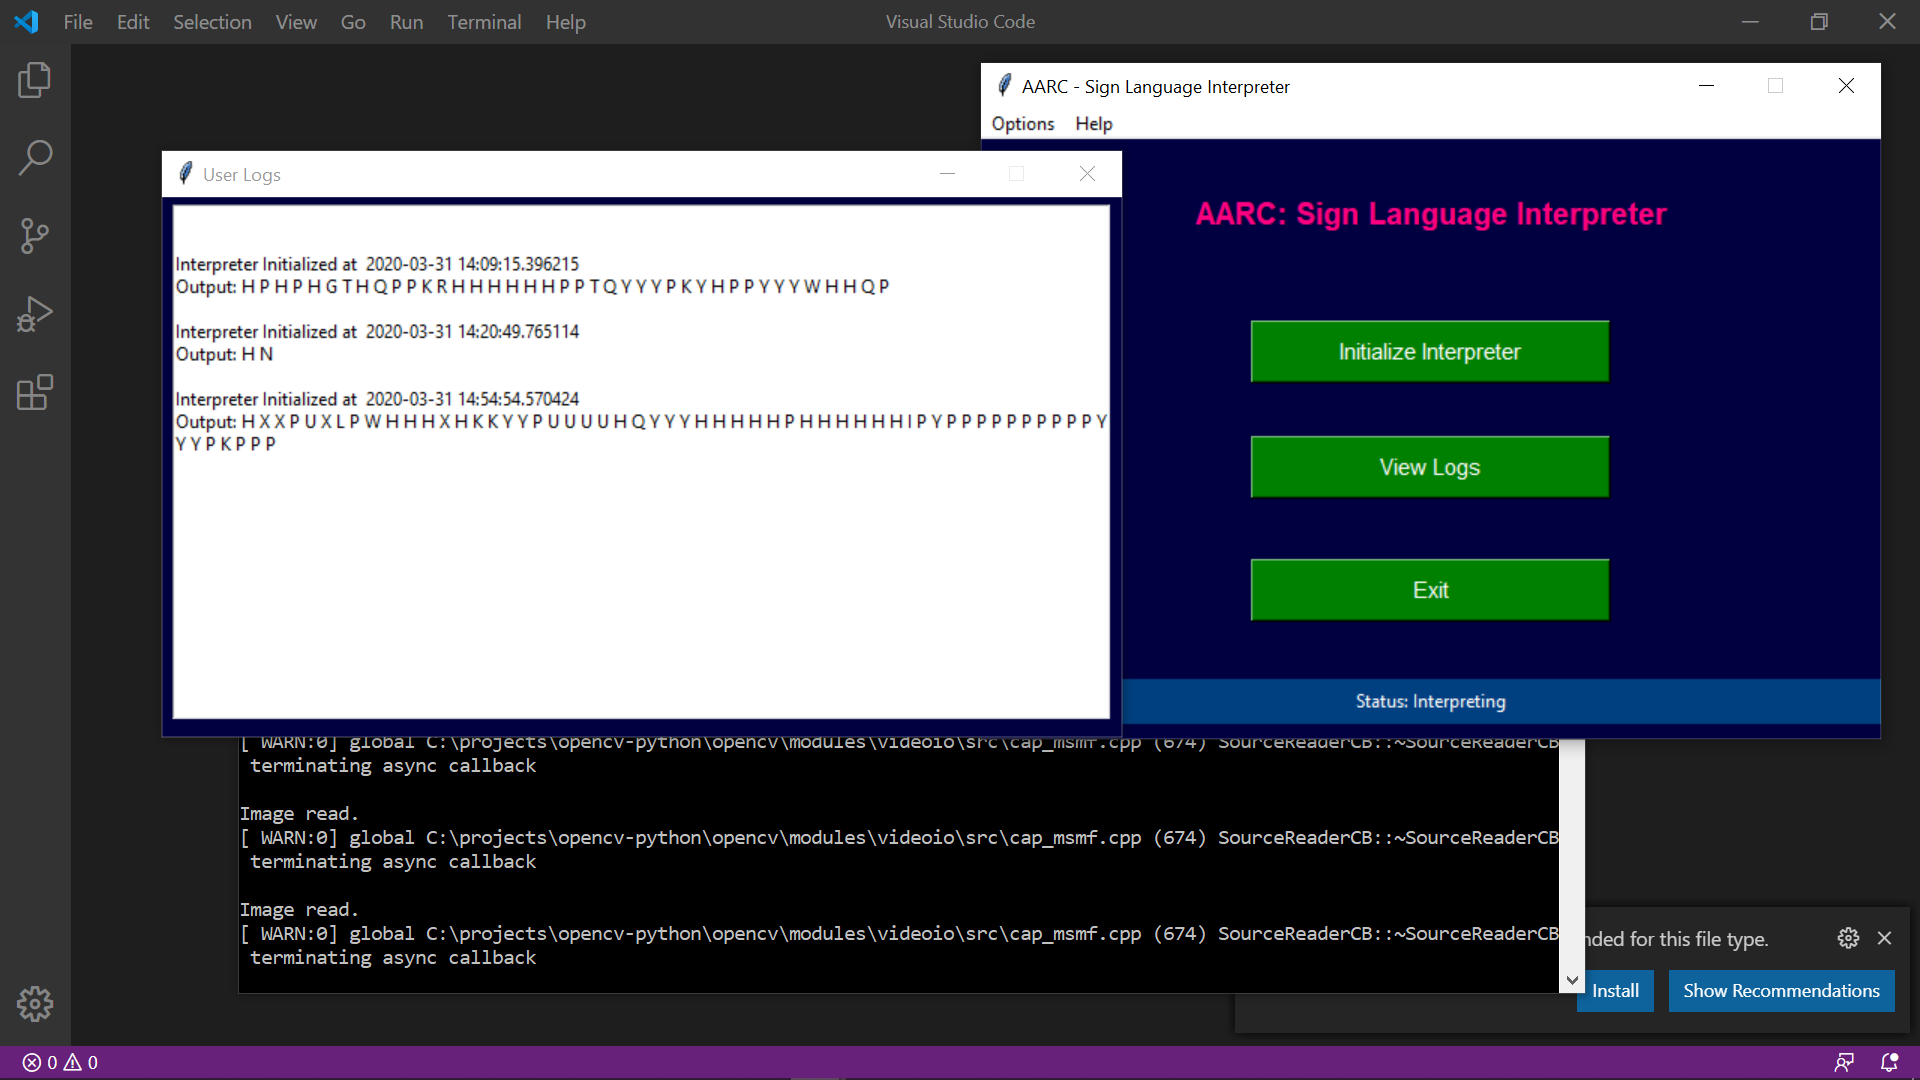 File Edit Selection View Go Run Terminal Help
Visual Studio Code
AARC - Sign Language Interpreter
Options Help
AARC: Sign Language Interpreter
Initialize Interpreter
View Logs
Exit
Status: Interpreting
User Logs
Interpreter Initialized at 2020-03-31 14:09:15.396215
Output: H P H P H G T H Q P P K R H H H H H H P P T Q Y Y Y P K Y H P P Y Y Y W H H Q P
Interpreter Initialized at 2020-03-31 14:20:49.765114
Output: H N
Interpreter Initialized at 2020-03-31 14:54:54.570424
Output: H X X P U X L P W H H H X H K K Y Y P U U U U H Q Y Y Y H H H H H P H H H H H H I P Y P P P P P P P P P P Y
Y Y P K P P P
[ WARN:0] global C:\projects\opencv-python\opencv\modules\videoio\src\cap_msmf.cpp (674) SourceReaderCB::~SourceReaderCB
terminating async callback
Image read.
[ WARN:0] global C:\projects\opencv-python\opencv\modules\videoio\src\cap_msmf.cpp (674) SourceReaderCB::~SourceReaderCB
terminating async callback
Image read.
[ WARN:0] global C:\projects\opencv-python\opencv\modules\videoio\src\cap_msmf.cpp (674) SourceReaderCB::~SourceReaderCB
terminating async callback
nded for this file type.
Install
Show Recommendations
0 0